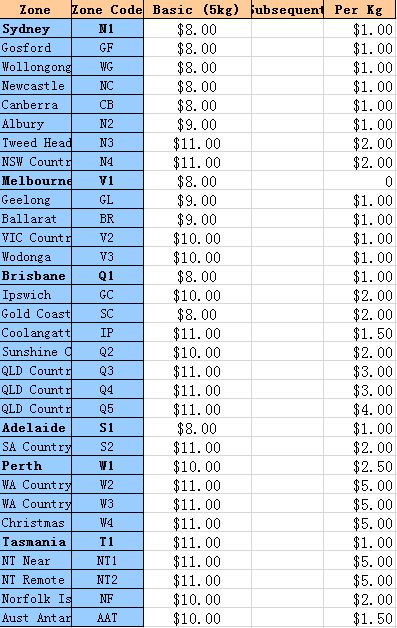 Zone Zone Code Basic (5kg) Subsequent Per Kg
Sydney N1 $8.00 $1.00
Gosford GF $8.00 $1.00
Wollongong WG $8.00 $1.00
Newcastle NC $8.00 $1.00
Canberra CB $8.00 $1.00
Albury N2 $9.00 $1.00
Tweed Head N3 $11.00 $2.00
NSW Countr N4 $11.00 $2.00
Melbourne V1 $8.00 0
Geelong GL $9.00 $1.00
Ballarat BR $9.00 $1.00
VIC Countr V2 $10.00 $1.00
Wodonga V3 $10.00 $1.00
Brisbane Q1 $8.00 $1.00
Ipswich GC $10.00 $2.00
Gold Coast SC $8.00 $2.00
Coolangatt IP $11.00 $1.50
Sunshine C Q2 $10.00 $2.00
QLD Countr Q3 $11.00 $3.00
QLD Countr Q4 $11.00 $3.00
QLD Countr Q5 $11.00 $4.00
Adelaide S1 $8.00 $1.00
SA Country S2 $11.00 $2.00
Perth W1 $10.00 $2.50
WA Country W2 $11.00 $5.00
WA Country W3 $11.00 $5.00
Christmas W4 $11.00 $5.00
Tasmania T1 $11.00 $1.00
NT Near NT1 $11.00 $5.00
NT Remote NT2 $11.00 $5.00
Norfolk Is NF $10.00 $2.00
Aust Antar AAT $10.00 $1.50